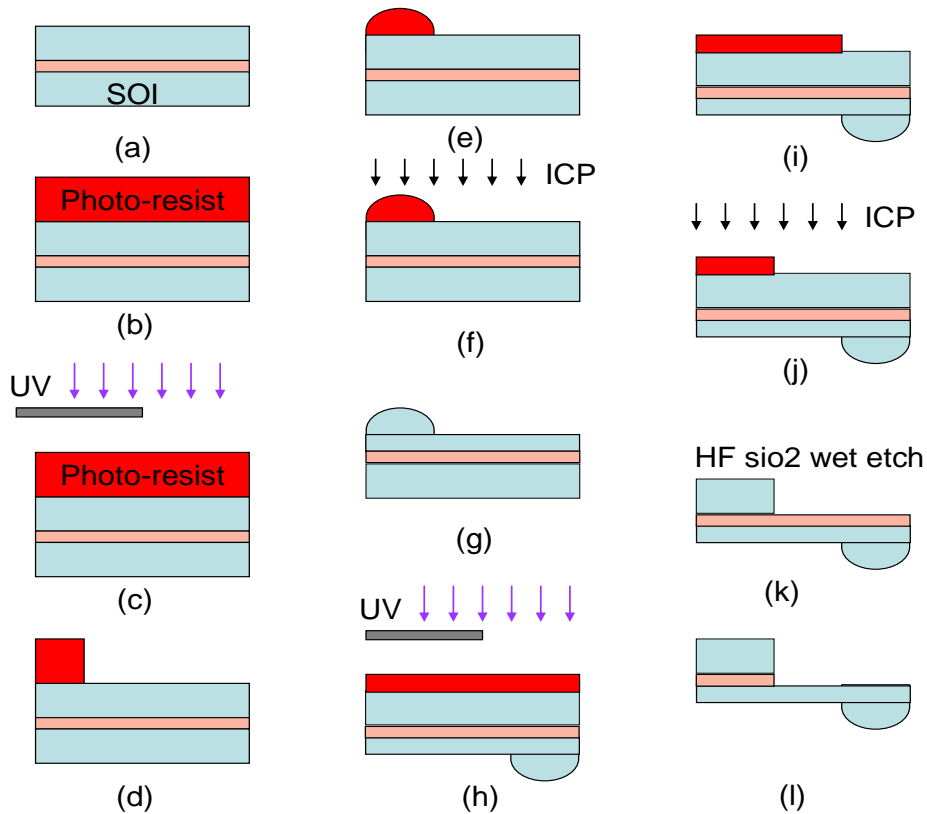 SOI
(a)
Photo-resist
(b)
UV
Photo-resist
(c)
(d)
(e)
ICP
(f)
(g)
UV
(h)
(i)
ICP
(j)
HF sio2 wet etch
(k)
(l)